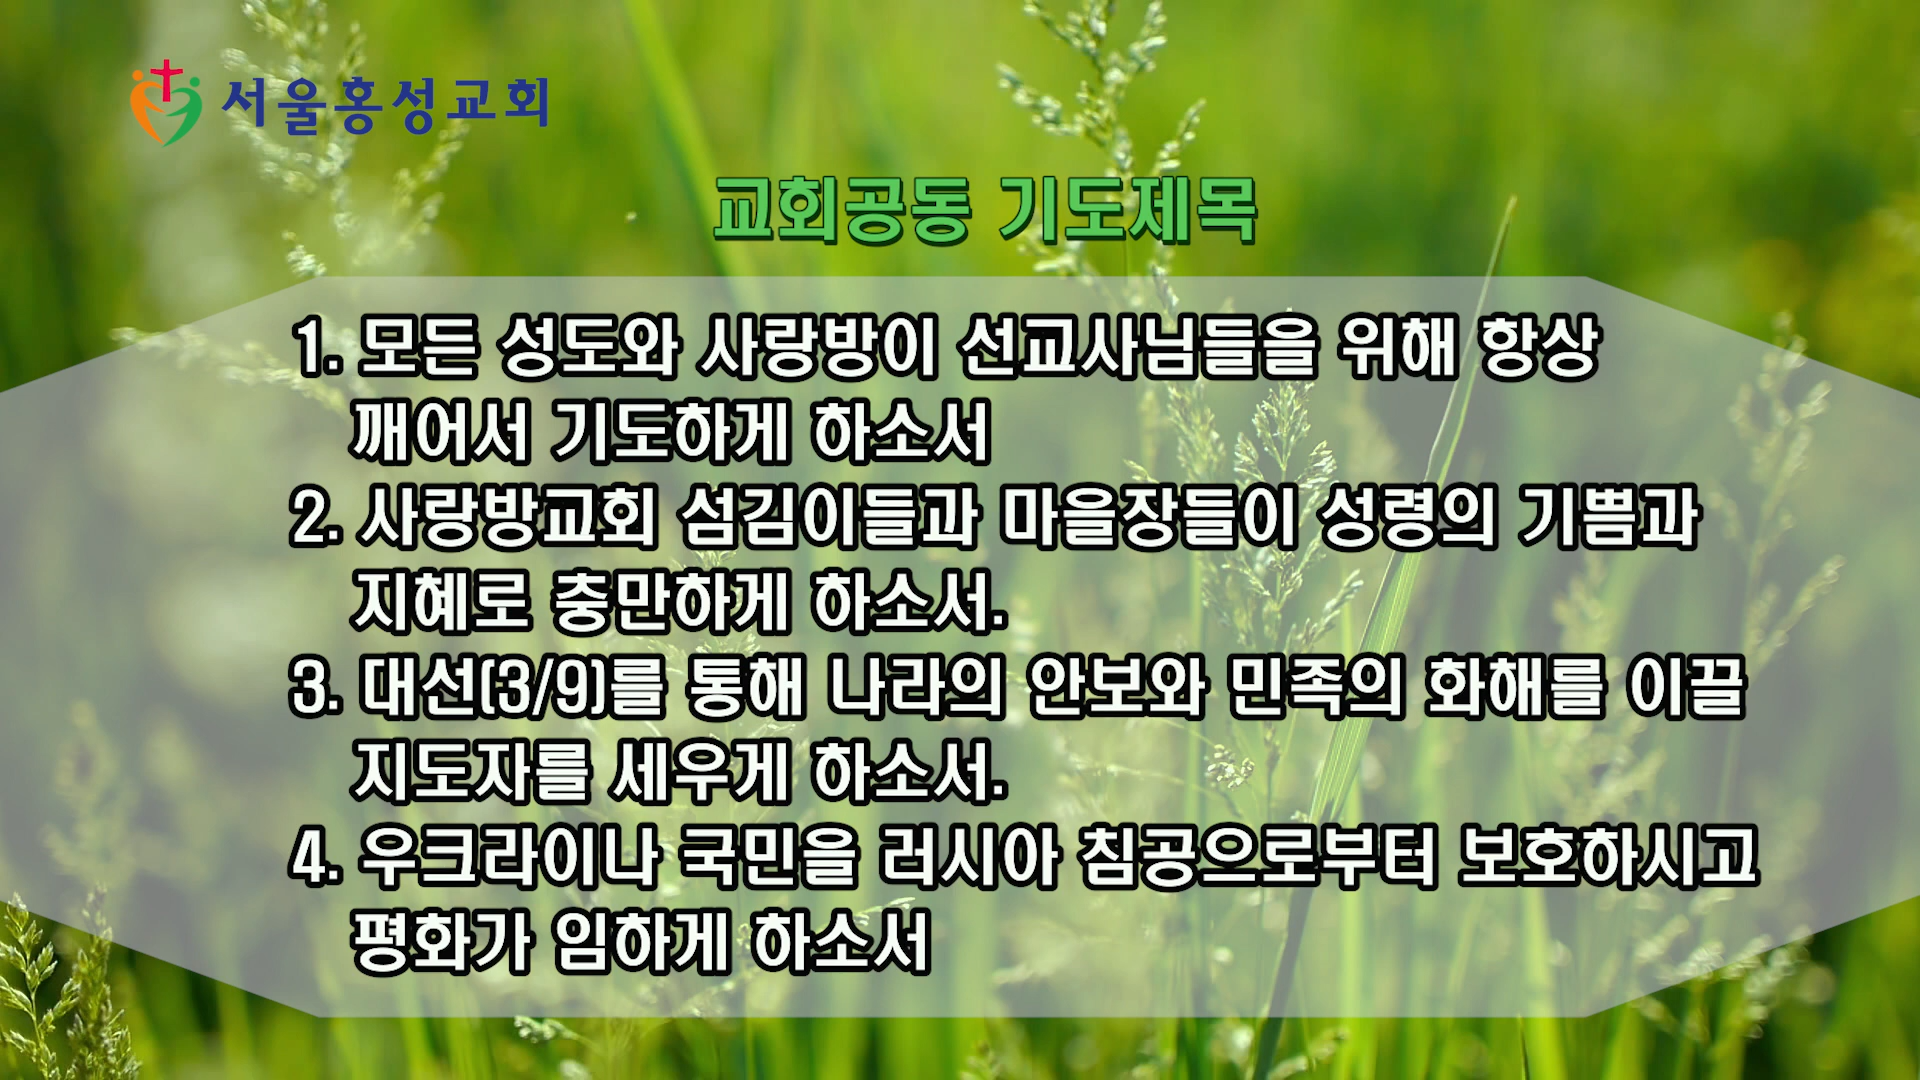 서울홍성교회
교회공동 기도제목
1. 모든 성도와 사랑방이 선교사님들을 위해 항상
깨어서 기도하게 하소서
2. 사랑방교회 섬김이들과 마을장들이 성령의 기쁨과
지혜로 충만하게 하소서.
3. 대선(3/9)를 통해 나라의 안보와 민족의 화해를 이끌
지도자를 세우게 하소서.
4. 우크라이나 국민을 러시아 침공으로부터 보호하시고
평화가 임하게 하소서